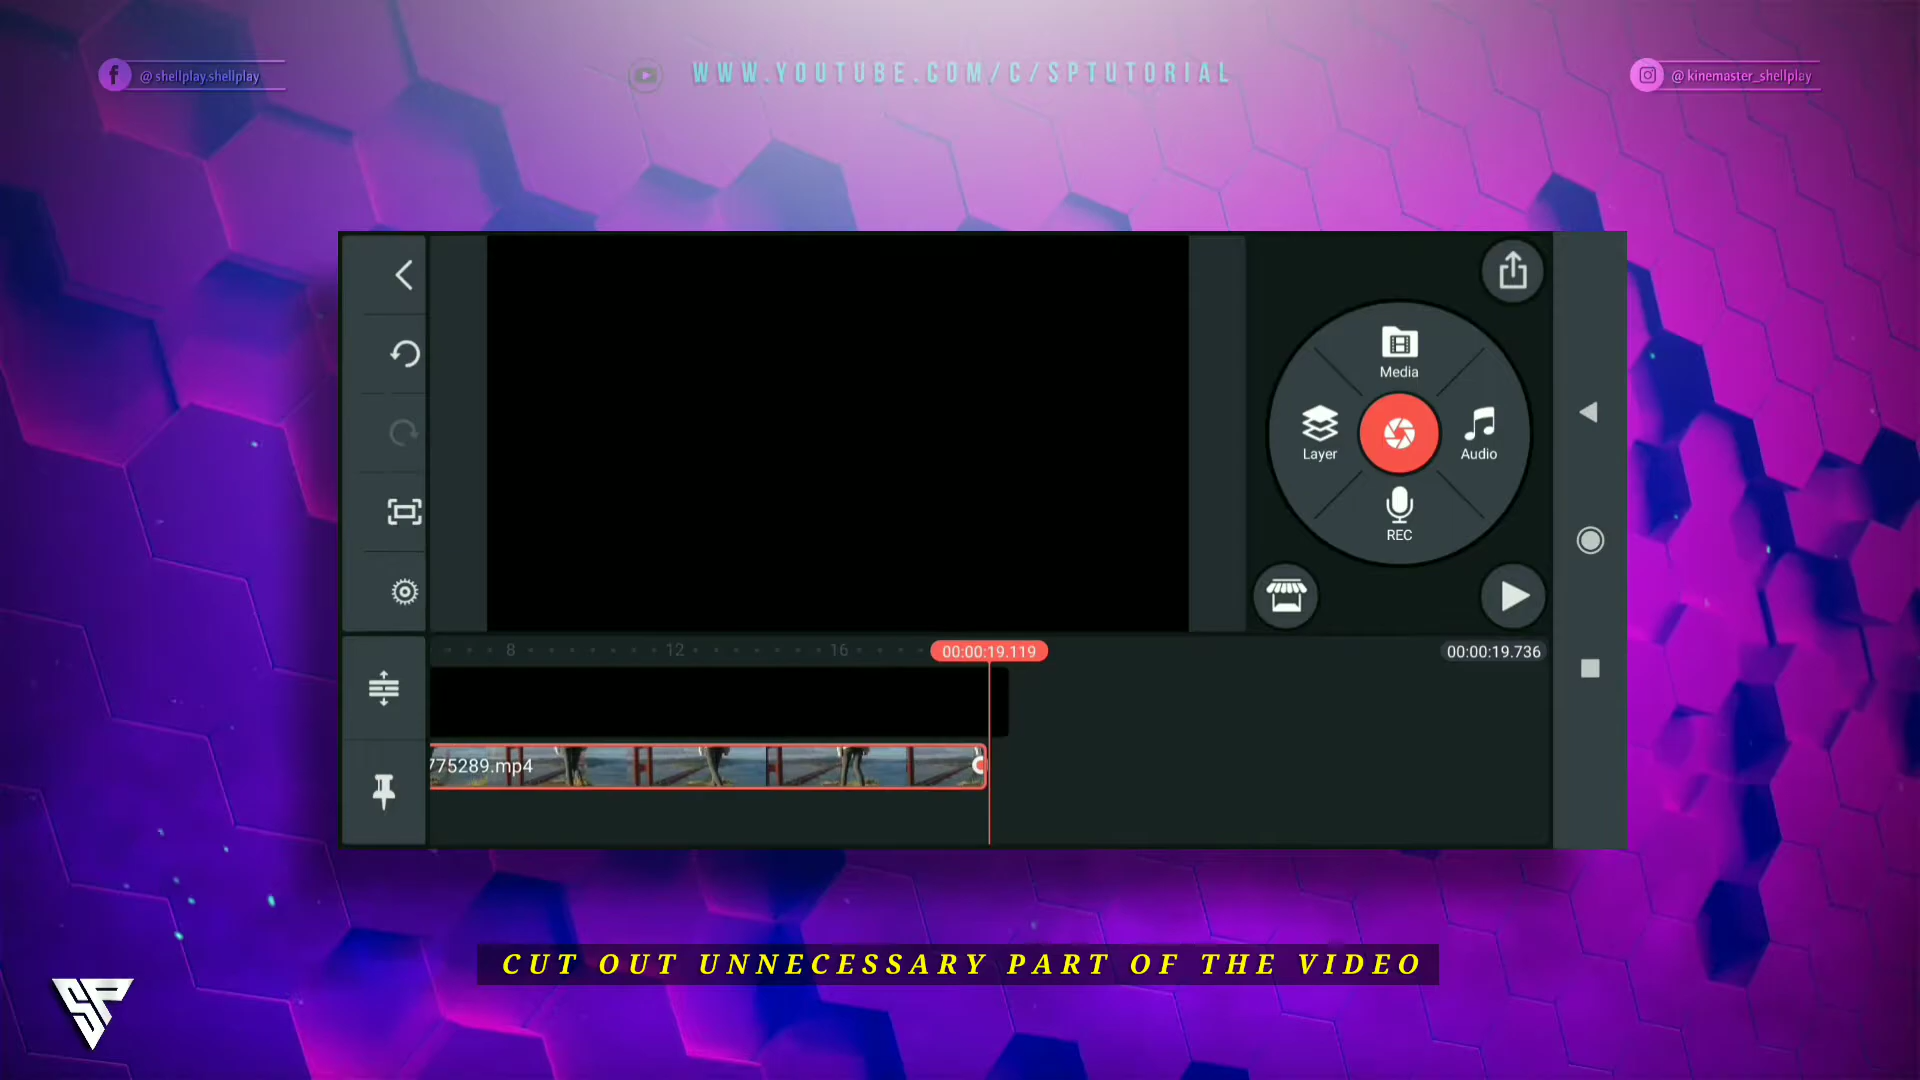 @shellplay.shellplay
WWW.YOUTUBE.COM/C/SPTUTORIAL
@kinemaster_shellplay
Media
Layer
Audio
REC
8
12
16
00:00:19.119
00:00:19.736
775289.mp4
CUT OUT UNNECESSARY PART OF THE VIDEO
SP